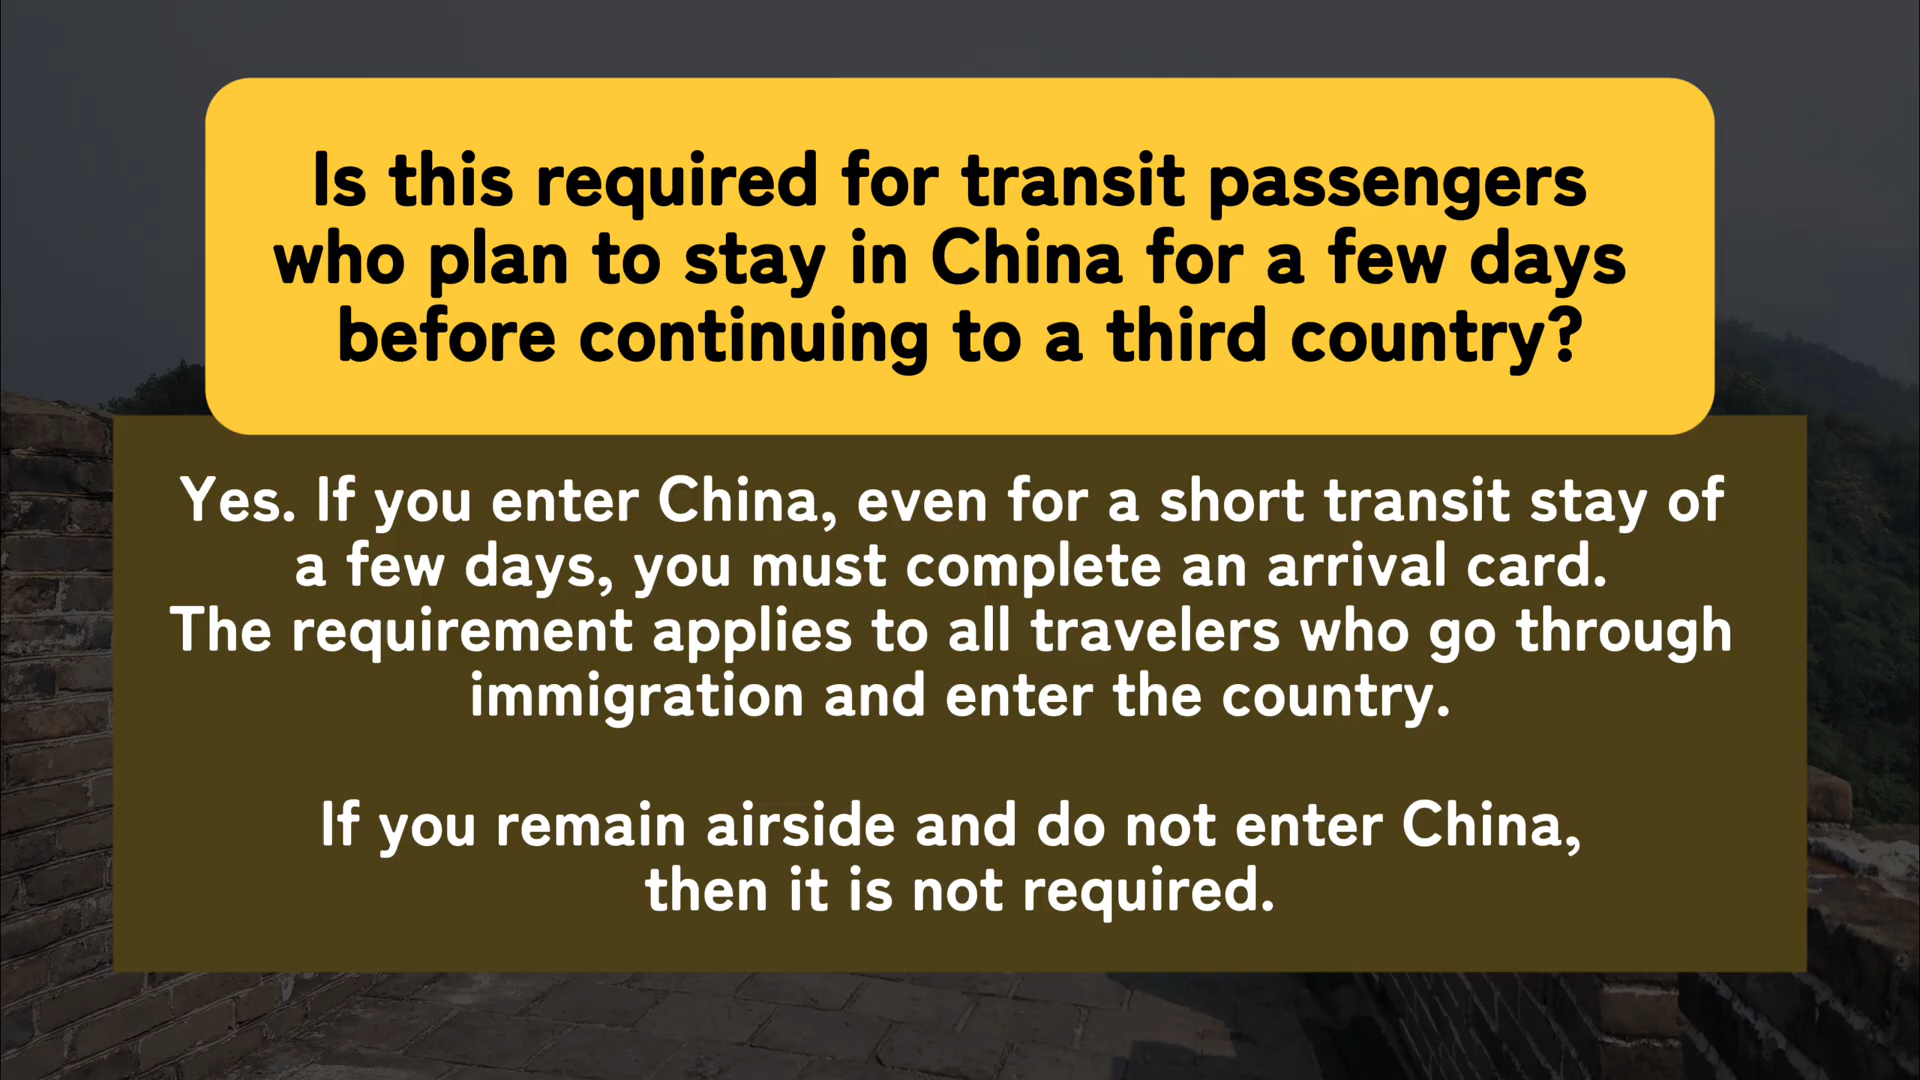 Is this required for transit passengers
who plan to stay in China for a few days
before continuing to a third country?
Yes. If you enter China, even for a short transit stay of
a few days, you must complete an arrival card.
The requirement applies to all travelers who go through
immigration and enter the country.
If you remain airside and do not enter China,
then it is not required.